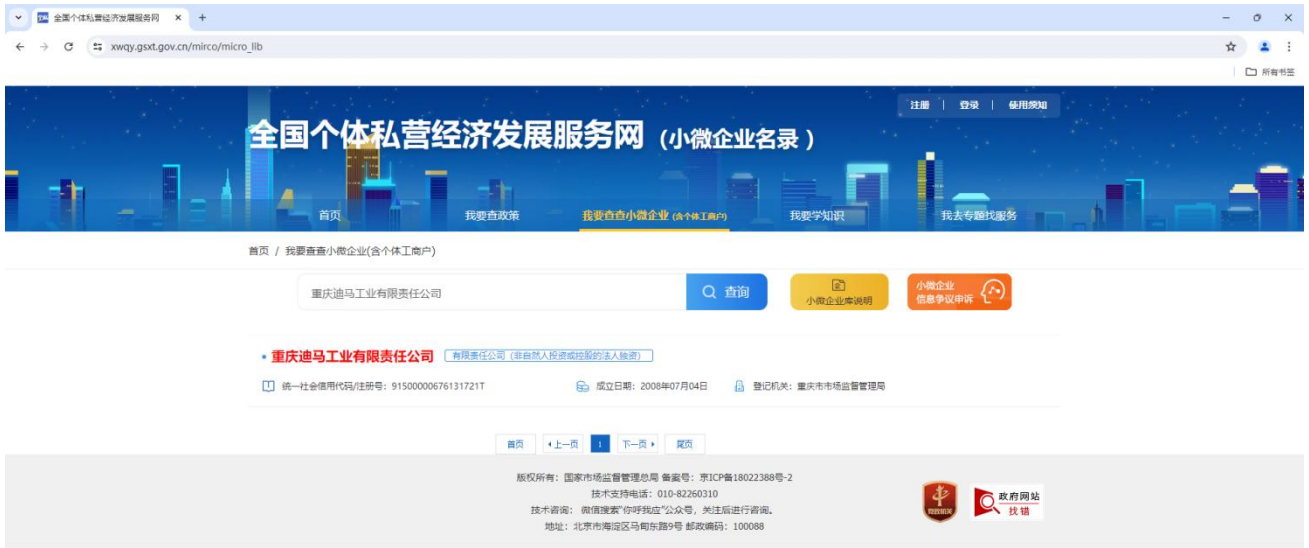 全国个体私营经济发展服务网
xwqy.gsxt.gov.cn/mirco/micro_lib
所有书签
注册 | 登录 | 使用须知
全国个体私营经济发展服务网（小微企业名录）
首页 我要查政策 我要查查小微企业(含个体工商户) 我要学知识 我去专题找服务
首页 / 我要查查小微企业(含个体工商户)
重庆迪马工业有限责任公司 查询 小微企业库说明 小微企业
信息争议申诉
重庆迪马工业有限责任公司 有限责任公司（非自然人投资或控股的法人独资）
统一社会信用代码/注册号：91500000676131721T 成立日期：2008年07月04日 登记机关：重庆市市场监督管理局
首页 上一页 1 下一页 尾页
版权所有：国家市场监督管理总局 备案号：京ICP备18022388号-2
技术支持电话：010-82260310
技术咨询： 微信搜索“你呼我应”公众号，关注后进行咨询。
地址：北京市海淀区马甸东路9号 邮政编码：100088
党政机关
政府网站
找错